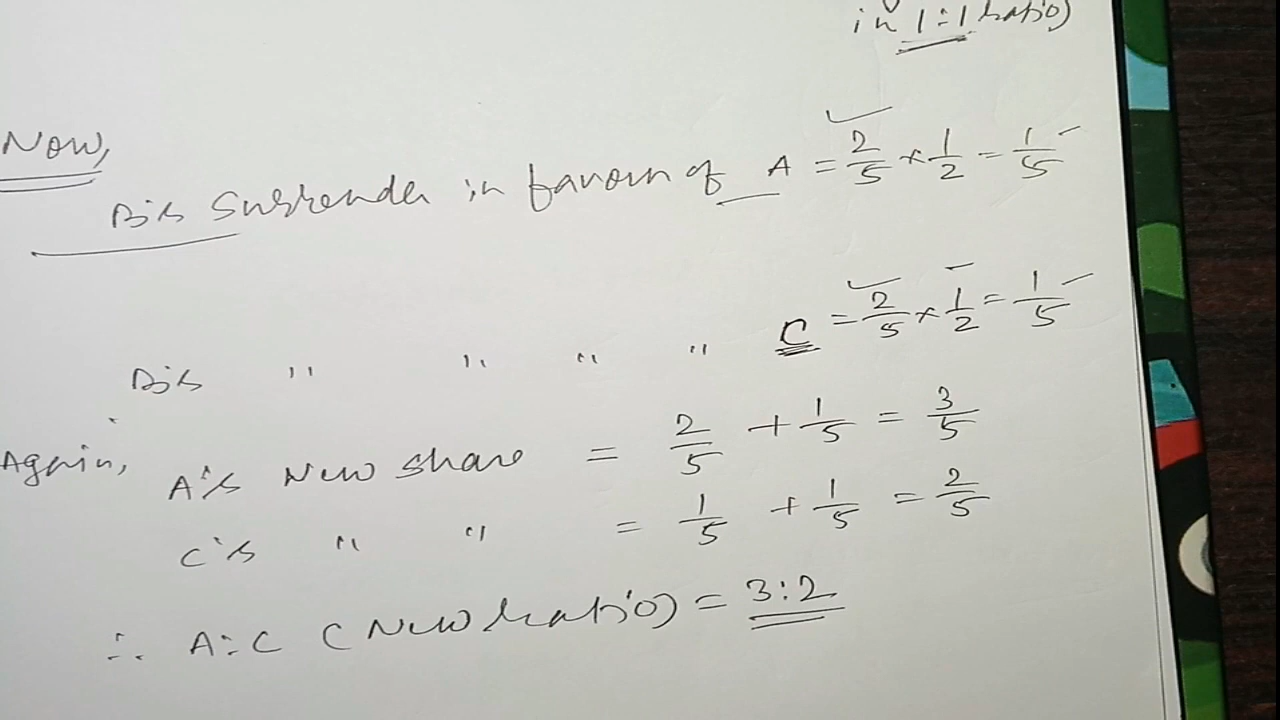 in 1:1 ratio)
Now,
B's Surrender in favour of A = 2/5 × 1/2 = 1/5
B's " " " " C = 2/5 × 1/2 = 1/5
Again, A's New share = 2/5 + 1/5 = 3/5
C's " " = 1/5 + 1/5 = 2/5
∴ A:C (New ratio) = 3:2